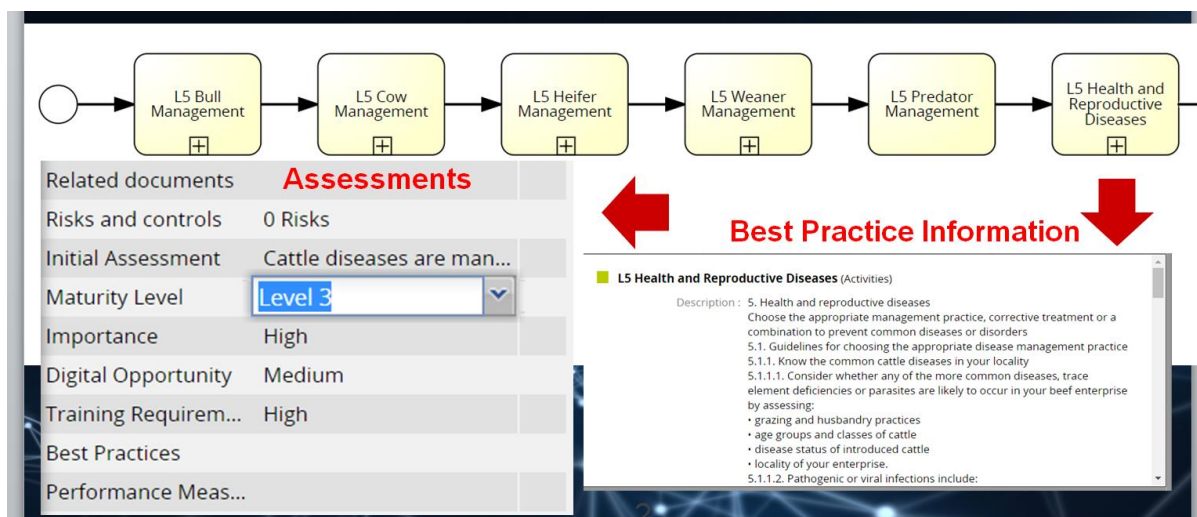 L5 Bull
Management
L5 Cow
Management
L5 Heifer
Management
L5 Weaner
Management
L5 Predator
Management
L5 Health and
Reproductive
Diseases
Related documents
Assessments
Risks and controls 0 Risks
Initial Assessment Cattle diseases are man...
Maturity Level Level 3
Importance High
Digital Opportunity Medium
Training Requirem... High
Best Practices
Performance Meas...
Best Practice Information
L5 Health and Reproductive Diseases (Activities)
Description : 5. Health and reproductive diseases
Choose the appropriate management practice, corrective treatment or a
combination to prevent common diseases or disorders
5.1. Guidelines for choosing the appropriate disease management practice
5.1.1. Know the common cattle diseases in your locality
5.1.1.1. Consider whether any of the more common diseases, trace
element deficiencies or parasites are likely to occur in your beef enterprise
by assessing:
• grazing and husbandry practices
• age groups and classes of cattle
• disease status of introduced cattle
• locality of your enterprise.
5.1.1.2. Pathogenic or viral infections include:
2